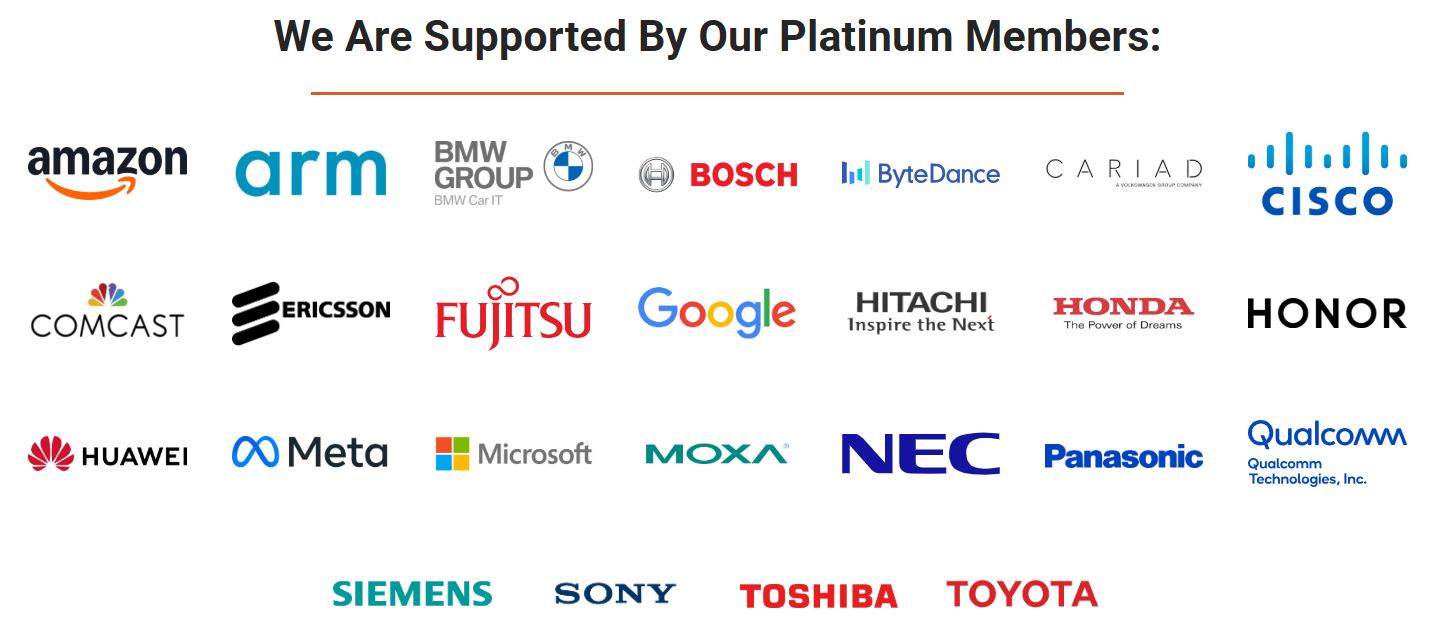 We Are Supported By Our Platinum Members:
amazon
arm
BMW
GROUP
BMW Car IT
BMW
BOSCH
ByteDance
CARIAD
A VOLKSWAGEN GROUP COMPANY
CISCO
COMCAST
ERICSSON
FUJITSU
Google
HITACHI
Inspire the Next
HONDA
The Power of Dreams
HONOR
HUAWEI
Meta
Microsoft
MOXA®
NEC
Panasonic
Qualcomm
Qualcomm
Technologies, Inc.
SIEMENS
SONY
TOSHIBA
TOYOTA